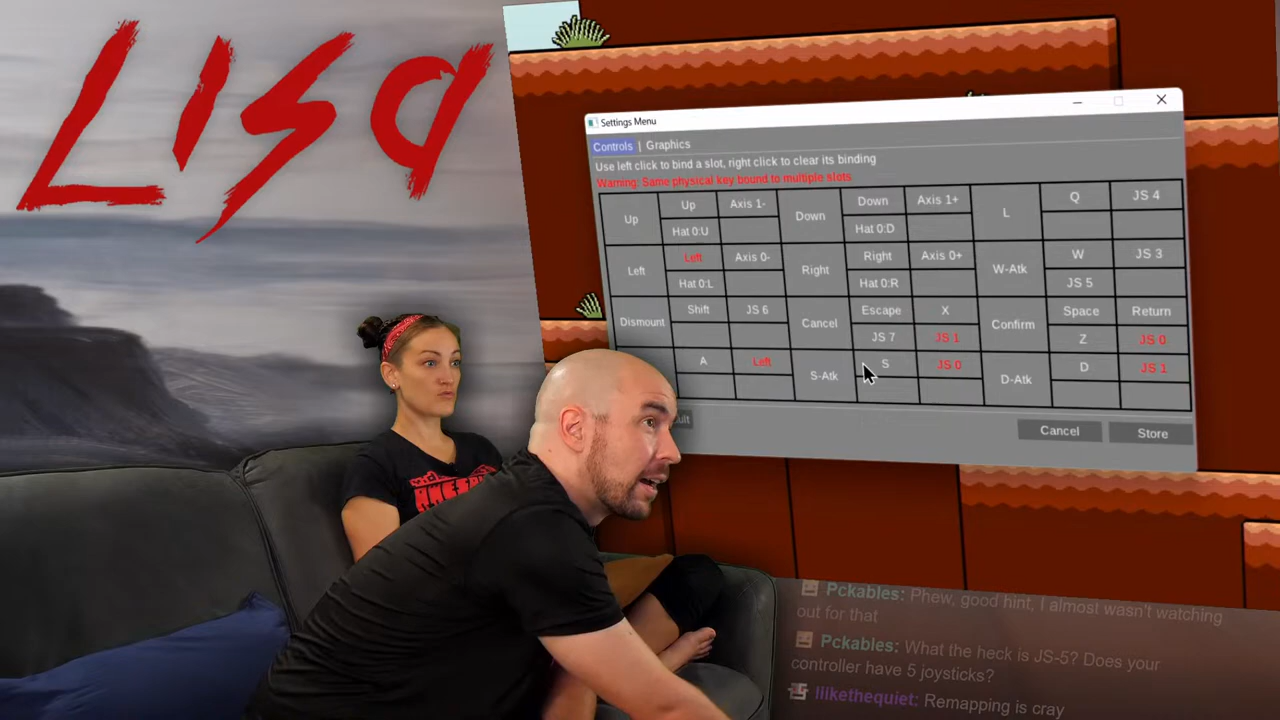 LISA
Settings Menu
Controls | Graphics
Use left click to bind a slot, right click to clear its binding
Warning: Same physical key bound to multiple slots
Up Up Axis 1- Down Down Axis 1+ L Q JS 4
Hat 0:U Hat 0:D
Left Left Axis 0- Right Right Axis 0+ W-Atk W JS 3
Hat 0:L Hat 0:R JS 5
Dismount Shift JS 6 Cancel Escape X Confirm Space Return
JS 7 JS 1 Z JS 0
A Left S-Atk S JS 0 D-Atk D JS 1
Cancel Store
Pckables: Phew, good hint, I almost wasn't watching
out for that
Pckables: What the heck is JS-5? Does your
controller have 5 joysticks?
Ilikethequiet: Remapping is cray